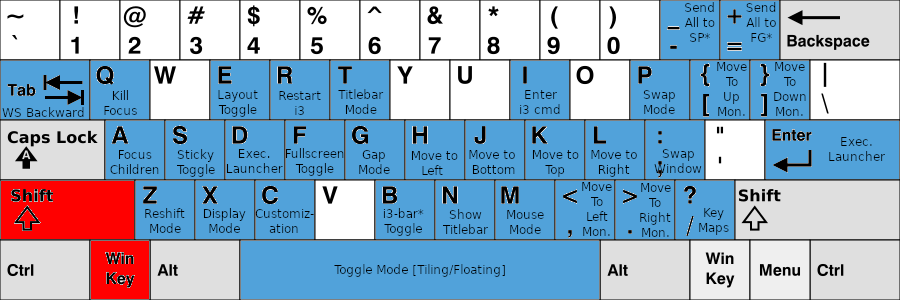 ~ ! @ # $ % ^ & * ( ) _ Send All to SP* + Send All to FG*
` 1 2 3 4 5 6 7 8 9 0 - = Backspace
Tab WS Backward
Q Kill Focus
W
E Layout Toggle
R Restart i3
T Titlebar Mode
Y
U
I Enter i3 cmd
O
P Swap Mode
{ [ Move To Up Mon.
} ] Move To Down Mon.
| \
Caps Lock A
A Focus Children
S Sticky Toggle
D Exec. Launcher
F Fullscreen Toggle
G Gap Mode
H Move to Left
J Move to Bottom
K Move to Top
L Move to Right
: ; Swap Window
" '
Enter Exec. Launcher
Shift
Z Reshift Mode
X Display Mode
C Customiz- ation
V
B i3-bar* Toggle
N Show Titlebar
M Mouse Mode
< , Move To Left Mon.
> . Move To Right Mon.
? / Key Maps
Shift
Ctrl
Win Key
Alt
Toggle Mode [Tiling/Floating]
Alt
Win Key
Menu
Ctrl